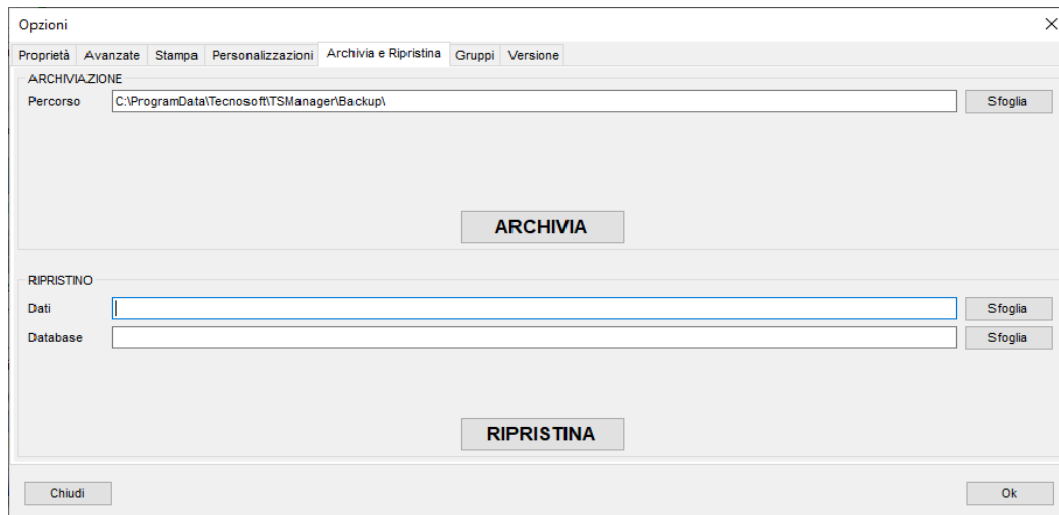 Opzioni
Proprietà Avanzate Stampa Personalizzazioni Archivia e Ripristina Gruppi Versione
ARCHIVIAZIONE
Percorso C:\ProgramData\Tecnosoft\TSManager\Backup\ Sfoglia
ARCHIVIA
RIPRISTINO
Dati Sfoglia
Database Sfoglia
RIPRISTINA
Chiudi Ok